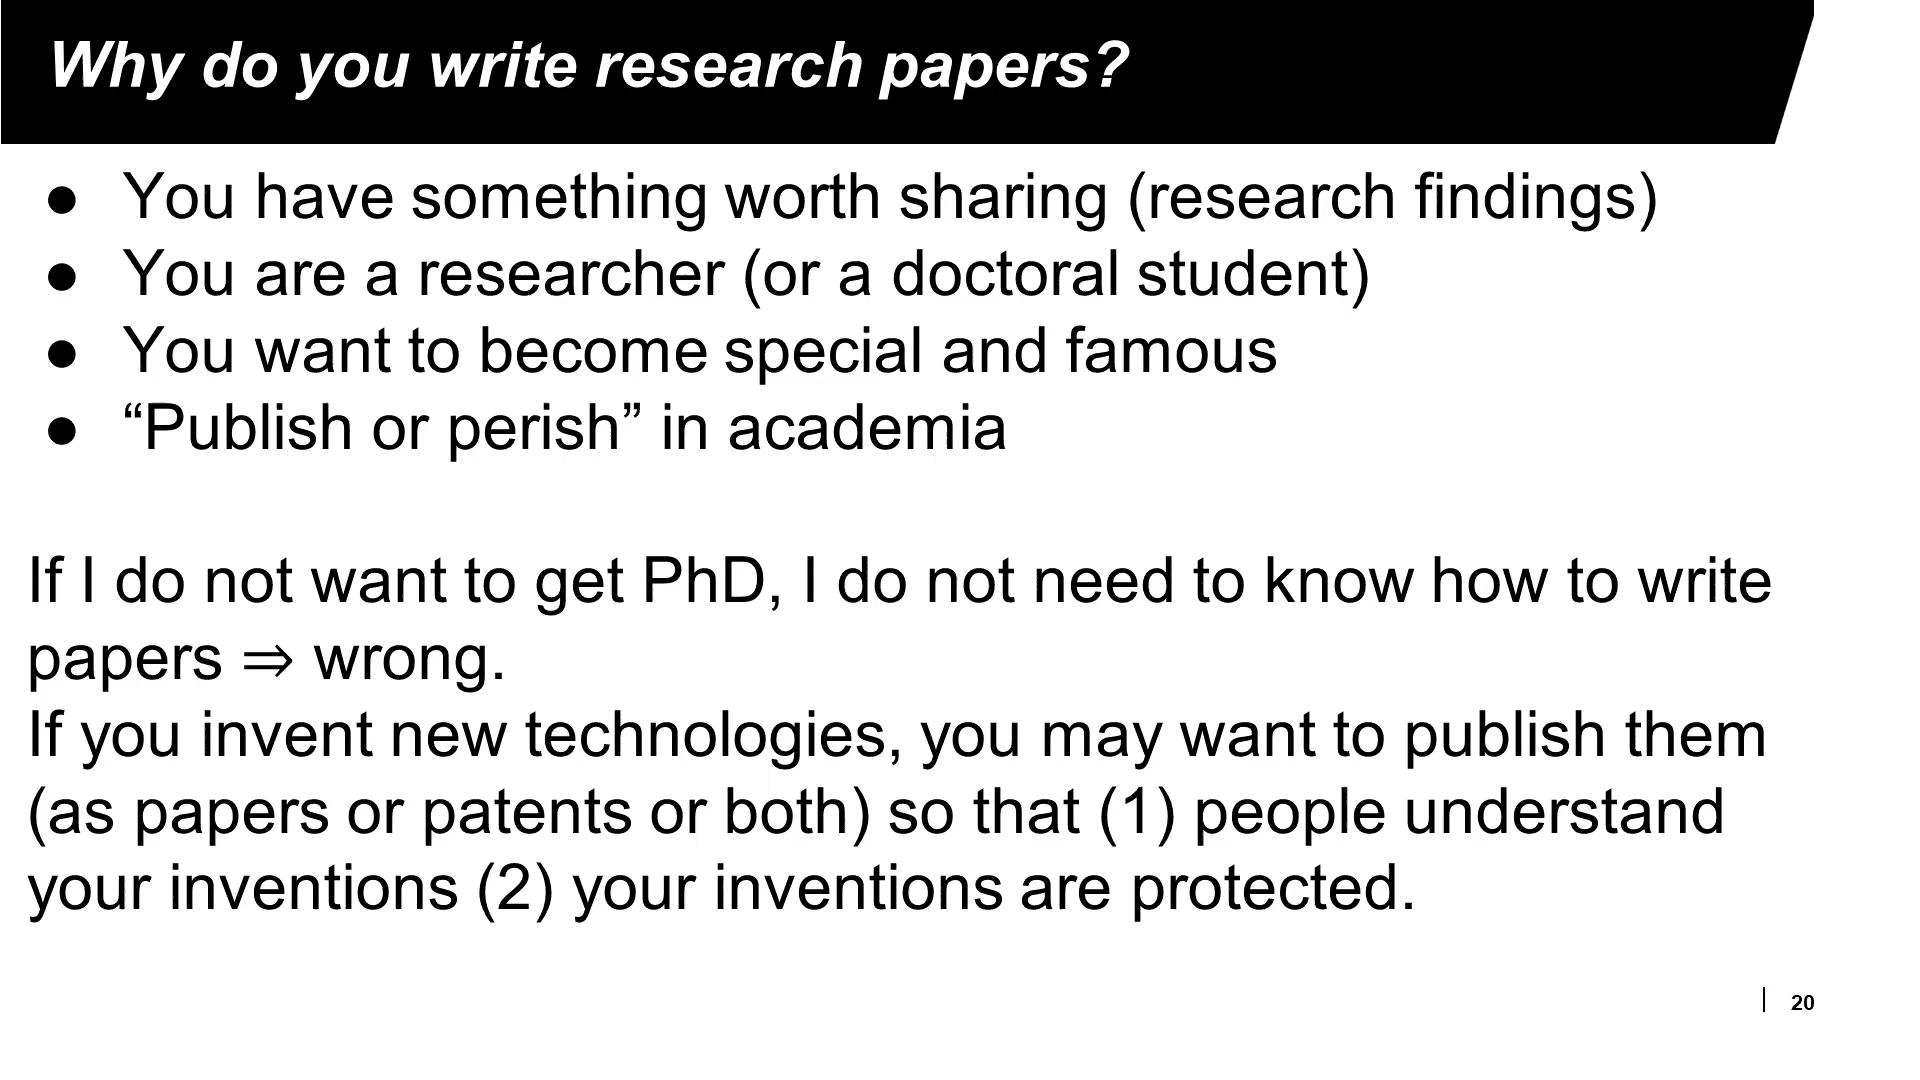 Why do you write research papers?
● You have something worth sharing (research findings)
● You are a researcher (or a doctoral student)
● You want to become special and famous
● “Publish or perish” in academia
If I do not want to get PhD, I do not need to know how to write
papers ⇒ wrong.
If you invent new technologies, you may want to publish them
(as papers or patents or both) so that (1) people understand
your inventions (2) your inventions are protected.
20